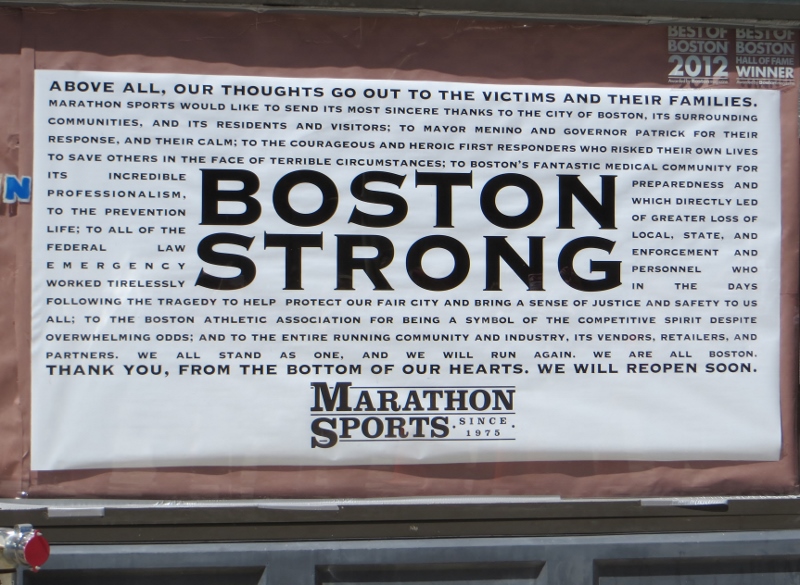 BEST OF BOSTON 2012
BEST OF BOSTON HALL OF FAME WINNER
ABOVE ALL, OUR THOUGHTS GO OUT TO THE VICTIMS AND THEIR FAMILIES.
MARATHON SPORTS WOULD LIKE TO SEND ITS MOST SINCERE THANKS TO THE CITY OF BOSTON, ITS SURROUNDING
COMMUNITIES, AND ITS RESIDENTS AND VISITORS; TO MAYOR MENINO AND GOVERNOR PATRICK FOR THEIR
RESPONSE, AND THEIR CALM; TO THE COURAGEOUS AND HEROIC FIRST RESPONDERS WHO RISKED THEIR OWN LIVES
TO SAVE OTHERS IN THE FACE OF TERRIBLE CIRCUMSTANCES; TO BOSTON'S FANTASTIC MEDICAL COMMUNITY FOR
ITS INCREDIBLE PREPAREDNESS AND
PROFESSIONALISM, WHICH DIRECTLY LED
TO THE PREVENTION OF GREATER LOSS OF
LIFE; TO ALL OF THE LOCAL, STATE, AND
FEDERAL LAW ENFORCEMENT AND
EMERGENCY PERSONNEL WHO
WORKED TIRELESSLY IN THE DAYS
BOSTON
STRONG
FOLLOWING THE TRAGEDY TO HELP PROTECT OUR FAIR CITY AND BRING A SENSE OF JUSTICE AND SAFETY TO US
ALL; TO THE BOSTON ATHLETIC ASSOCIATION FOR BEING A SYMBOL OF THE COMPETITIVE SPIRIT DESPITE
OVERWHELMING ODDS; AND TO THE ENTIRE RUNNING COMMUNITY AND INDUSTRY, ITS VENDORS, RETAILERS, AND
PARTNERS. WE ALL STAND AS ONE, AND WE WILL RUN AGAIN. WE ARE ALL BOSTON.
THANK YOU, FROM THE BOTTOM OF OUR HEARTS. WE WILL REOPEN SOON.
MARATHON
SPORTS. SINCE.
1975
N